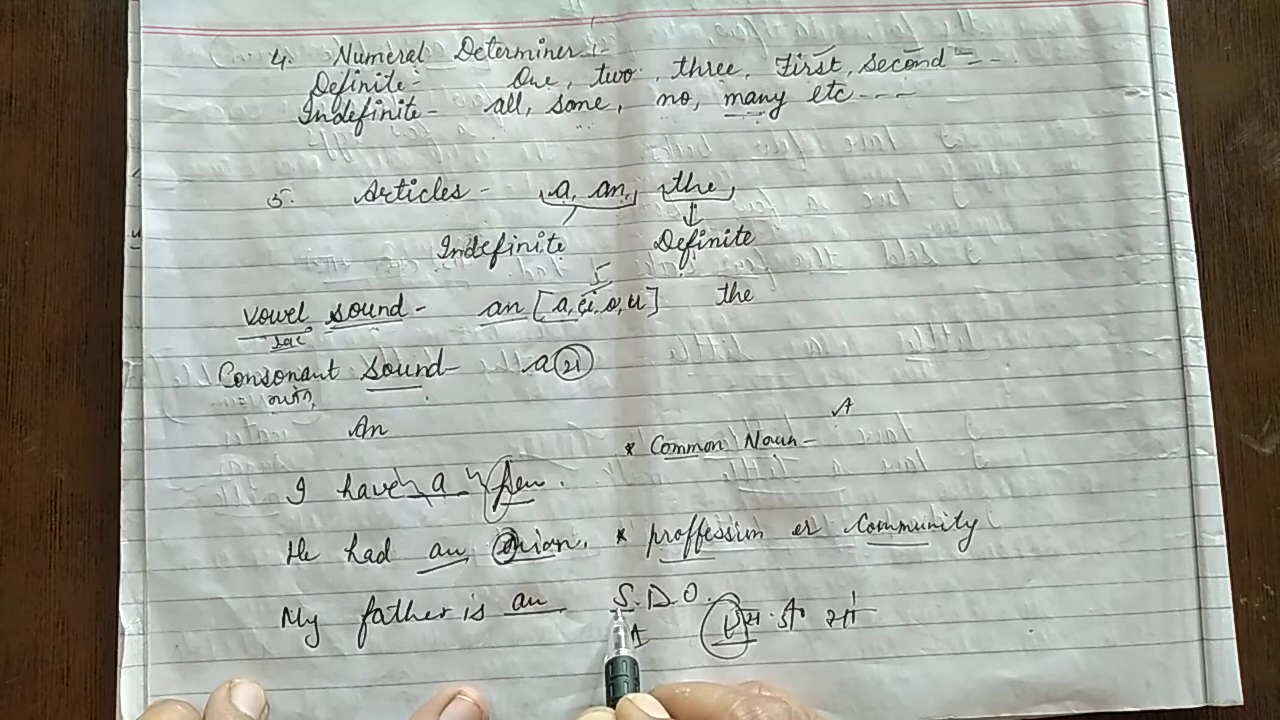 4. Numeral Determiner :-
Definite - One, two, three, First, second = - -
Indefinite - all, some, no, many etc - - - -
5. Articles - a, an, the,
Indefinite Definite
5
vowel sound - an [a, e, i, o, u] the
Consonant sound - a 21
An A
* Common Noun -
I have a pen.
He had an onion. * proffession or Community
My father is an S.D.O.
A